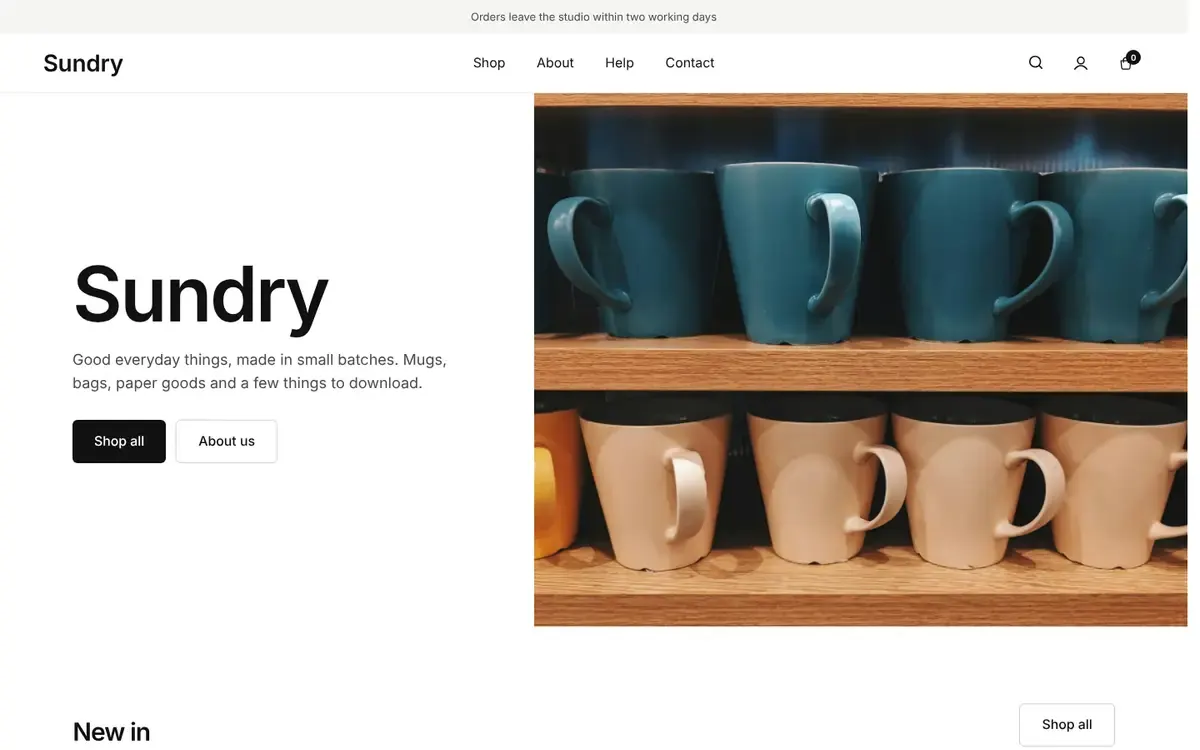 Orders leave the studio within two working days
Sundry
Shop
About
Help
Contact
0
Sundry
Good everyday things, made in small batches. Mugs,
bags, paper goods and a few things to download.
Shop all
About us
New in
Shop all